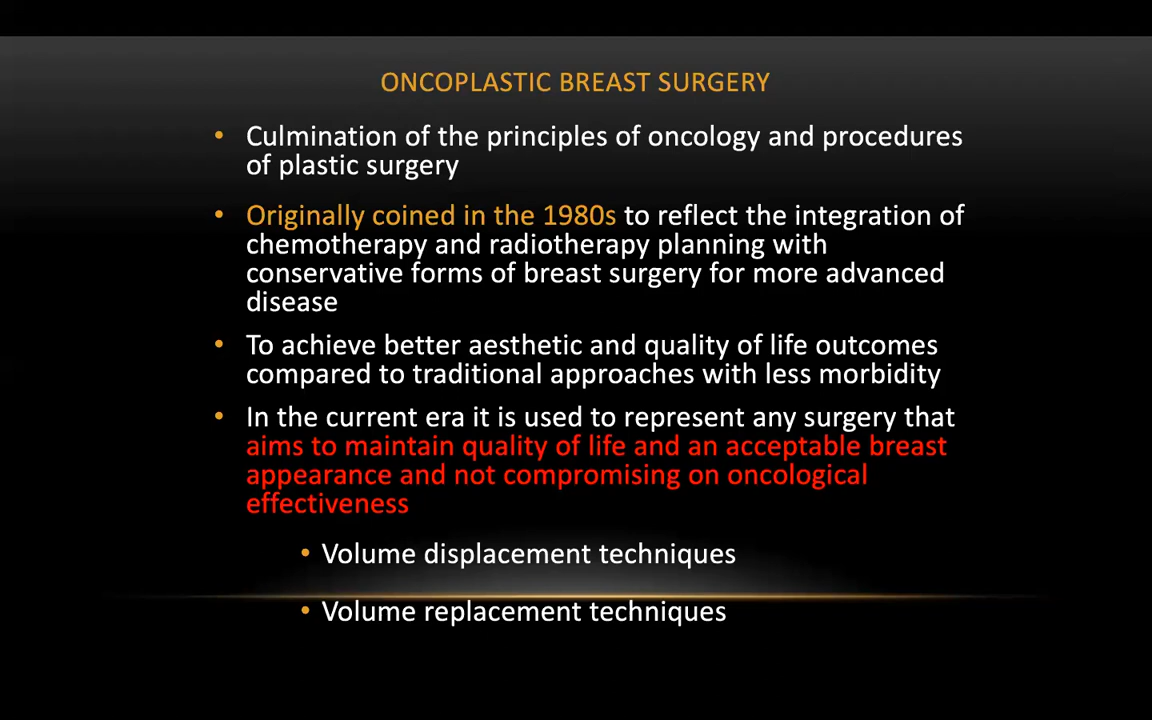 ONCOPLASTIC BREAST SURGERY
• Culmination of the principles of oncology and procedures
of plastic surgery
• Originally coined in the 1980s to reflect the integration of
chemotherapy and radiotherapy planning with
conservative forms of breast surgery for more advanced
disease
• To achieve better aesthetic and quality of life outcomes
compared to traditional approaches with less morbidity
• In the current era it is used to represent any surgery that
aims to maintain quality of life and an acceptable breast
appearance and not compromising on oncological
effectiveness
• Volume displacement techniques
• Volume replacement techniques